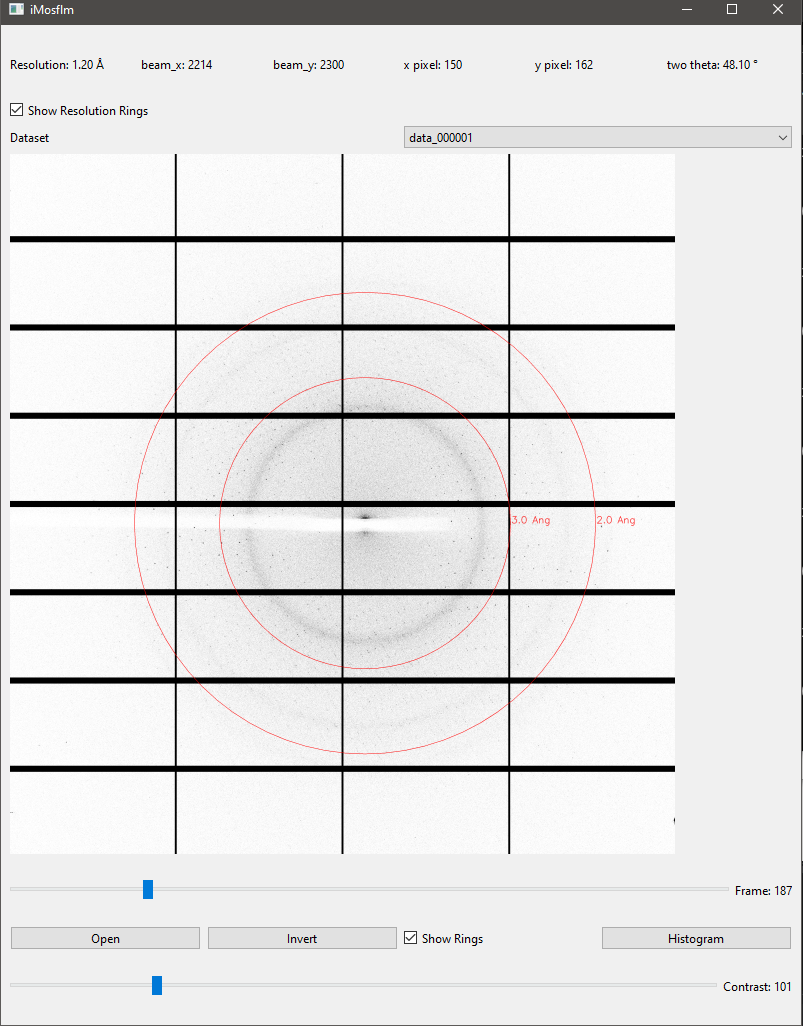 iMosflm
Resolution: 1.20 Å beam_x: 2214 beam_y: 2300 x pixel: 150 y pixel: 162 two theta: 48.10 °
Show Resolution Rings
Dataset data_000001
3.0 Ang 2.0 Ang
Frame: 187
Open Invert Show Rings Histogram
Contrast: 101